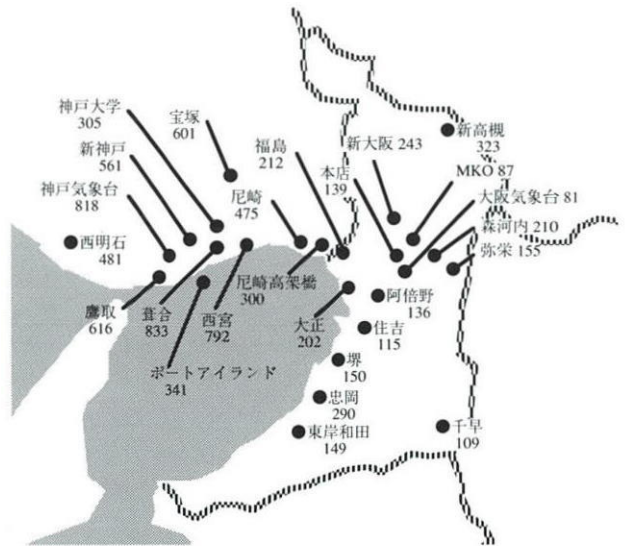 神戸大学
305
宝塚
601
新神戸
561
福島
212
新大阪 243
新高槻
323
本店
139
MKO 87
神戸気象台
818
尼崎
475
大阪気象台 81
森河内 210
弥栄 155
西明石
481
尼崎高架橋
300
阿倍野
136
鷹取
616
葺合
833
西宮
792
大正
202
住吉
115
ポートアイランド
341
堺
150
忠岡
290
東岸和田
149
千早
109